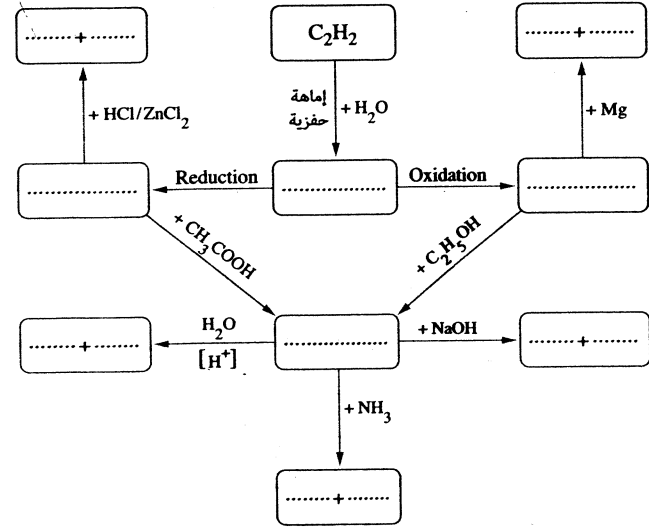 ......... + .........
C₂H₂
......... + .........
+ HCl/ZnCl₂
إماهة
حفزية
+ H₂O
+ Mg
....................
Reduction
....................
Oxidation
....................
+ CH₃COOH
+ C₂H₅OH
......... + .........
H₂O
[H⁺]
....................
+ NaOH
......... + .........
+ NH₃
......... + .........